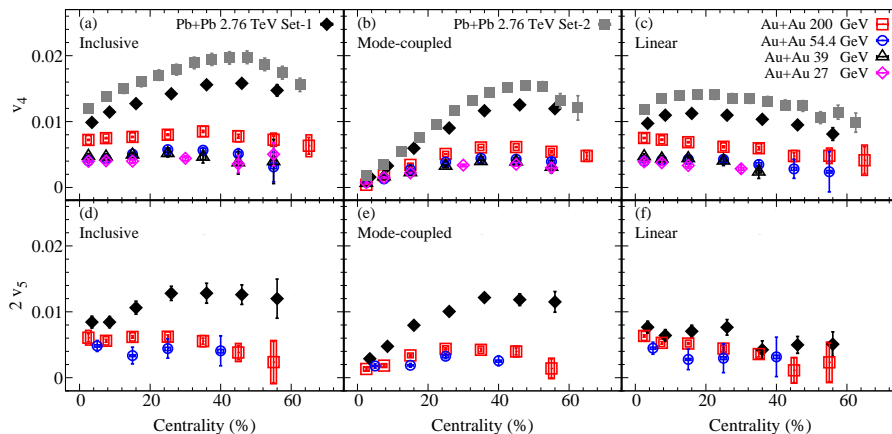 (a) Pb+Pb 2.76 TeV Set-1
Inclusive
(b) Pb+Pb 2.76 TeV Set-2
Mode-coupled
(c) Au+Au 200 GeV
Linear Au+Au 54.4 GeV
Au+Au 39 GeV
Au+Au 27 GeV
0.02
v4
0.01
0
(d)
Inclusive
(e)
Mode-coupled
(f)
Linear
0.02
2 v5
0.01
0
0 20 40 60 0 20 40 60 0 20 40 60
Centrality (%) Centrality (%) Centrality (%)